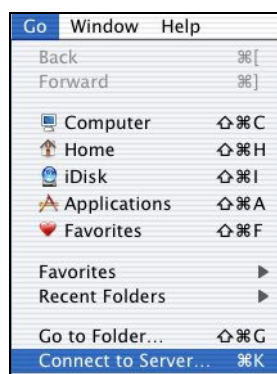 Go Window Help
Back ⌘[
Forward ⌘]
Computer ⇧⌘C
Home ⇧⌘H
iDisk ⇧⌘I
Applications ⇧⌘A
Favorites ⇧⌘F
Favorites ▶
Recent Folders ▶
Go to Folder... ⇧⌘G
Connect to Server... ⌘K